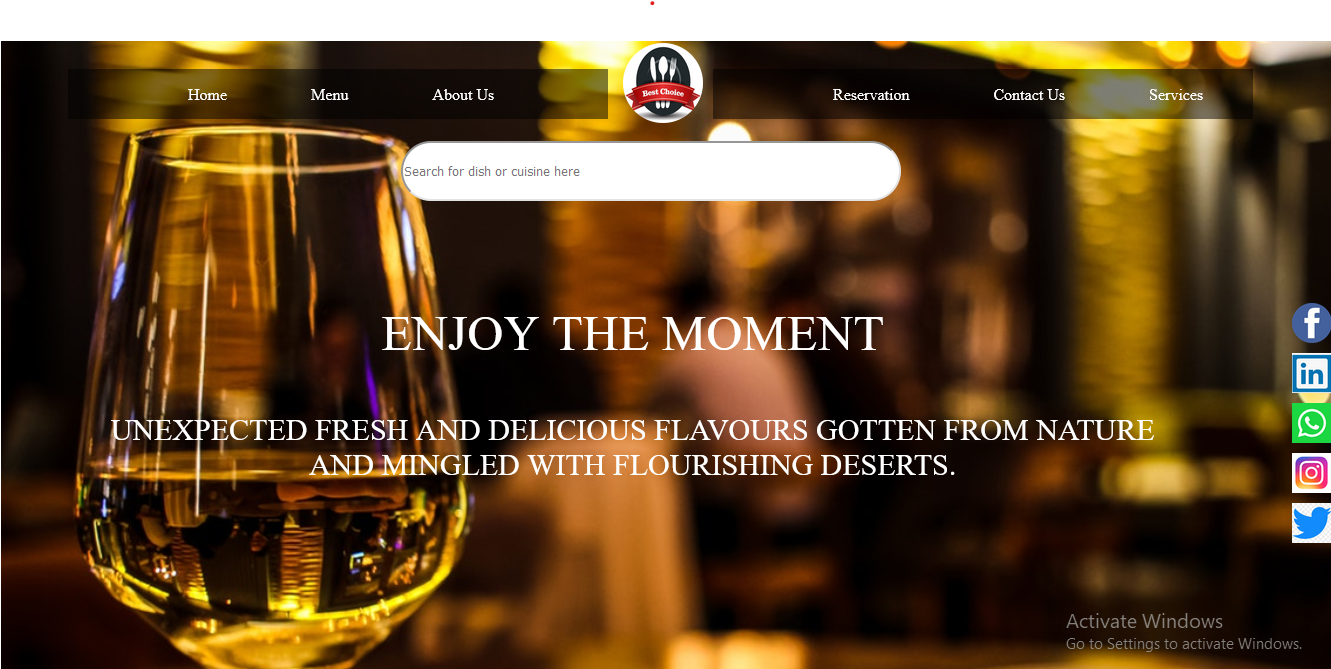 Home Menu About Us Best Choice Reservation Contact Us Services
Search for dish or cuisine here
ENJOY THE MOMENT
UNEXPECTED FRESH AND DELICIOUS FLAVOURS GOTTEN FROM NATURE
AND MINGLED WITH FLOURISHING DESERTS.
in
Activate Windows
Go to Settings to activate Windows.